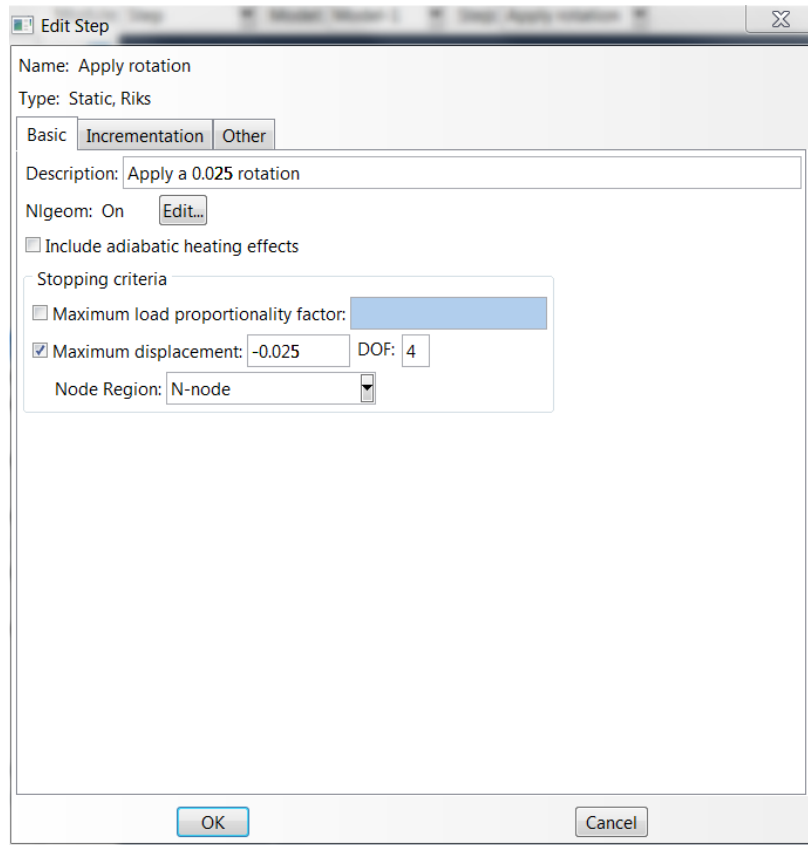 Edit Step
Name: Apply rotation
Type: Static, Riks
Basic Incrementation Other
Description: Apply a 0.025 rotation
Nlgeom: On Edit...
Include adiabatic heating effects
Stopping criteria
Maximum load proportionality factor:
Maximum displacement: -0.025 DOF: 4
Node Region: N-node
OK Cancel